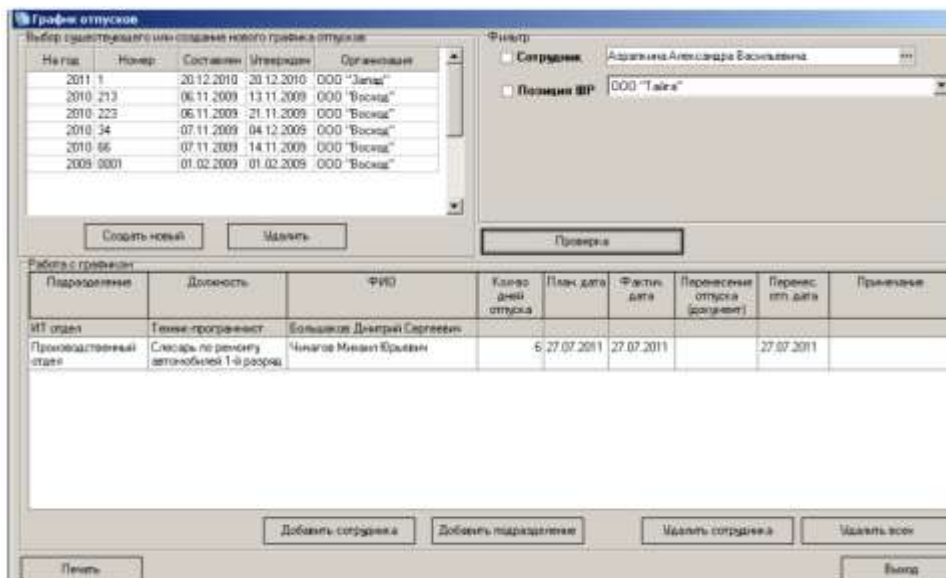 График отпусков
Выбор существующего или создание нового графика отпусков
На год Номер Составлен Утвержден Организация
2011 1 20.12.2010 20.12.2010 ООО "Запад"
2010 213 06.11.2009 13.11.2009 ООО "Восход"
2010 223 06.11.2009 21.11.2009 ООО "Восход"
2010 34 07.11.2009 04.12.2009 ООО "Восход"
2010 66 07.11.2009 14.11.2009 ООО "Восход"
2009 0001 01.02.2009 01.02.2009 ООО "Восход"
Создать новый Удалить
Фильтр
Сотрудник Александра Васильевна ...
Позиция ШР ООО "Тайга"
Проверка
Работа с графиком
Подразделение Должность ФИО Кол-во дней отпуска План. дата Фактич. дата Перенесение отпуска (документ) Перенес. отп. дата Примечание
ИТ отдел Техник-программист Большаков Дмитрий Сергеевич
Производственный отдел Слесарь по ремонту автомобилей 1-й разряд Чинагов Михаил Юрьевич 6 27.07.2011 27.07.2011 27.07.2011
Добавить сотрудника Добавить подразделение Удалить сотрудника Удалить всех
Печать Выход